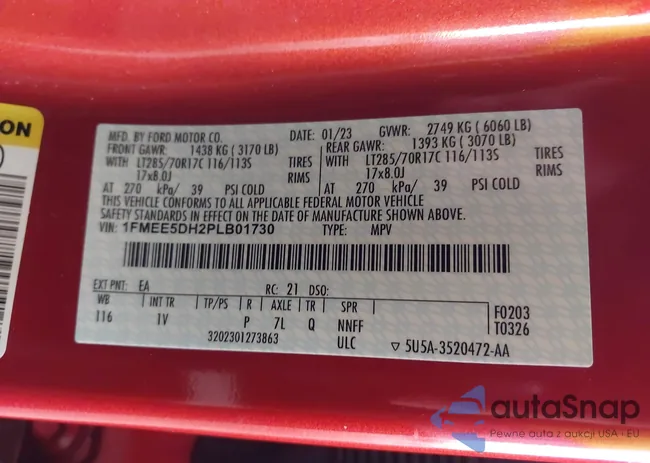 ON
MFD. BY FORD MOTOR CO.
DATE: 01/23 GVWR: 2749 KG ( 6060 LB)
FRONT GAWR: 1438 KG ( 3170 LB)
REAR GAWR: 1393 KG ( 3070 LB)
WITH LT285/70R17C 116/113S TIRES
WITH LT285/70R17C 116/113S TIRES
17x8.0J RIMS
17x8.0J RIMS
AT 270 kPa/ 39 PSI COLD
AT 270 kPa/ 39 PSI COLD
THIS VEHICLE CONFORMS TO ALL APPLICABLE FEDERAL MOTOR VEHICLE
SAFETY STANDARDS IN EFFECT ON THE DATE OF MANUFACTURE SHOWN ABOVE.
VIN: 1FMEE5DH2PLB01730 TYPE: MPV
EXT PNT: EA RC: 21 DSO:
WB INT TR TP/PS R AXLE TR SPR
116 1V P 7L Q NNFF
F0203
T0326
3202301273863 ULC ▽ 5U5A-3520472-AA
autaSnap
Pewne auta z aukcji USA i EU